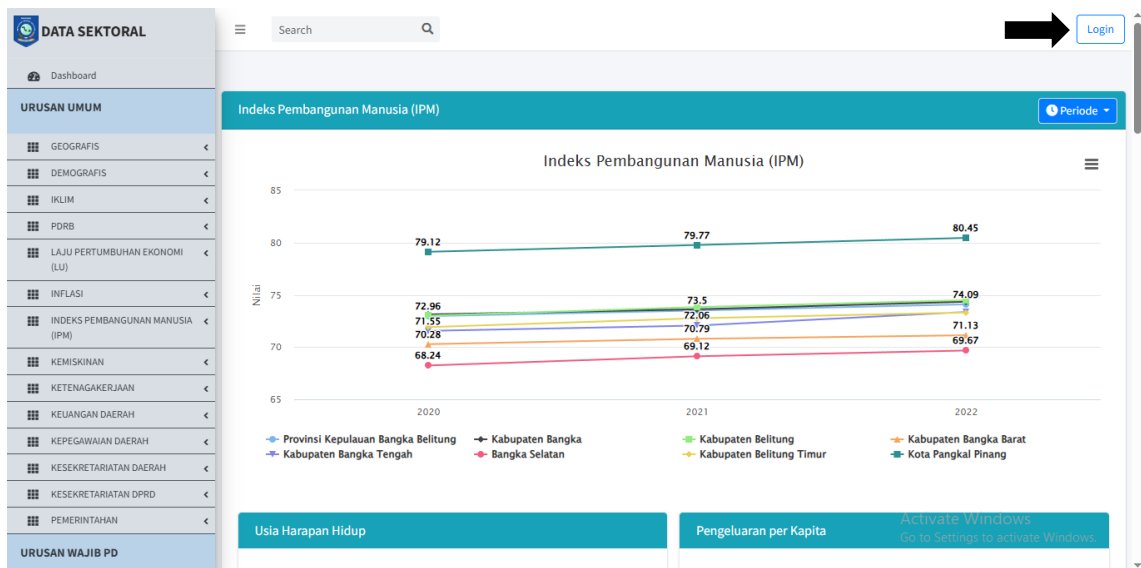 DATA SEKTORAL
Search
Login
Dashboard
URUSAN UMUM
GEOGRAFIS
DEMOGRAFIS
IKLIM
PDRB
LAJU PERTUMBUHAN EKONOMI
(LU)
INFLASI
INDEKS PEMBANGUNAN MANUSIA
(IPM)
KEMISKINAN
KETENAGAKERJAAN
KEUANGAN DAERAH
KEPEGAWAIAN DAERAH
KESEKRETARIATAN DAERAH
KESEKRETARIATAN DPRD
PEMERINTAHAN
URUSAN WAJIB PD
Indeks Pembangunan Manusia (IPM)
Periode
Indeks Pembangunan Manusia (IPM)
Nilai
85
80
75
70
65
79.12 79.77 80.45
72.96 73.5 74.09
71.55 72.06
70.28 70.79 71.13
68.24 69.12 69.67
2020 2021 2022
Provinsi Kepulauan Bangka Belitung Kabupaten Bangka Kabupaten Belitung Kabupaten Bangka Barat
Kabupaten Bangka Tengah Bangka Selatan Kabupaten Belitung Timur Kota Pangkal Pinang
Usia Harapan Hidup
Pengeluaran per Kapita
Activate Windows
Go to Settings to activate Windows.